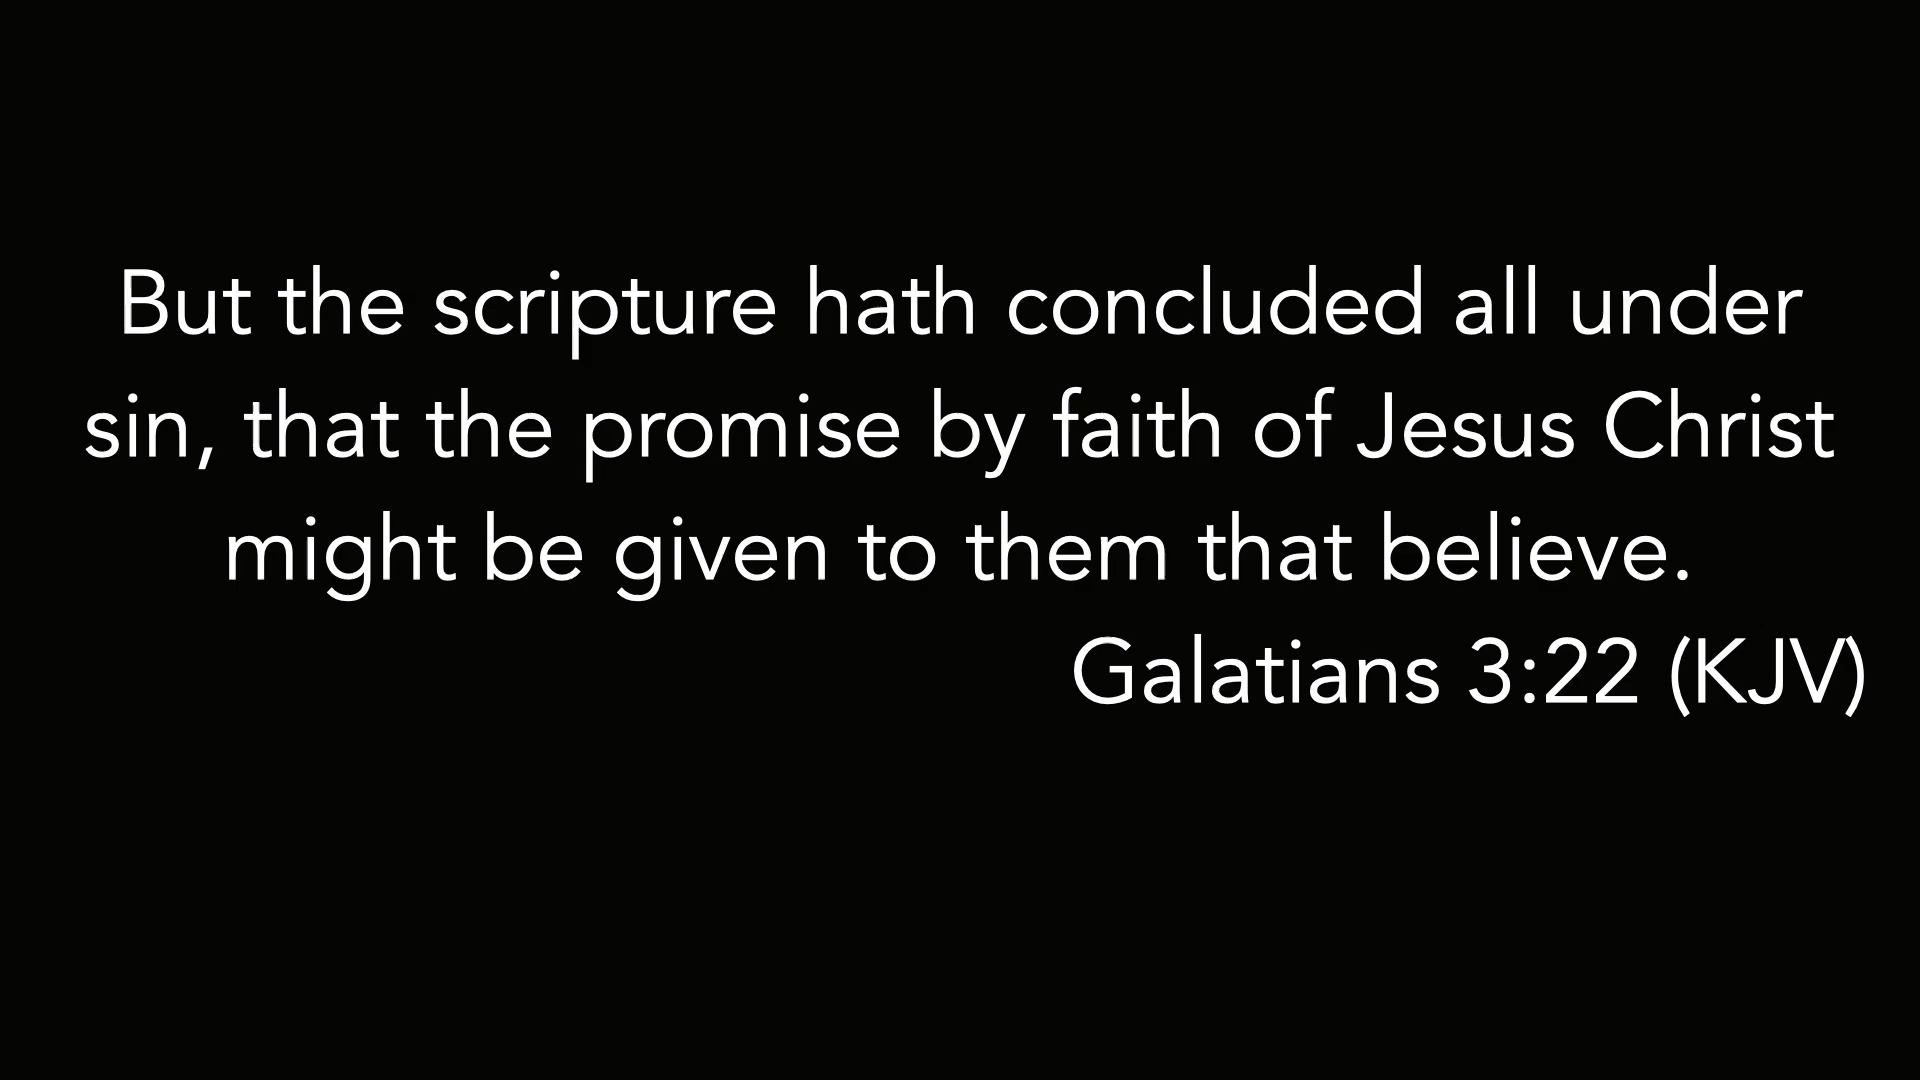 But the scripture hath concluded all under
sin, that the promise by faith of Jesus Christ
might be given to them that believe.
Galatians 3:22 (KJV)